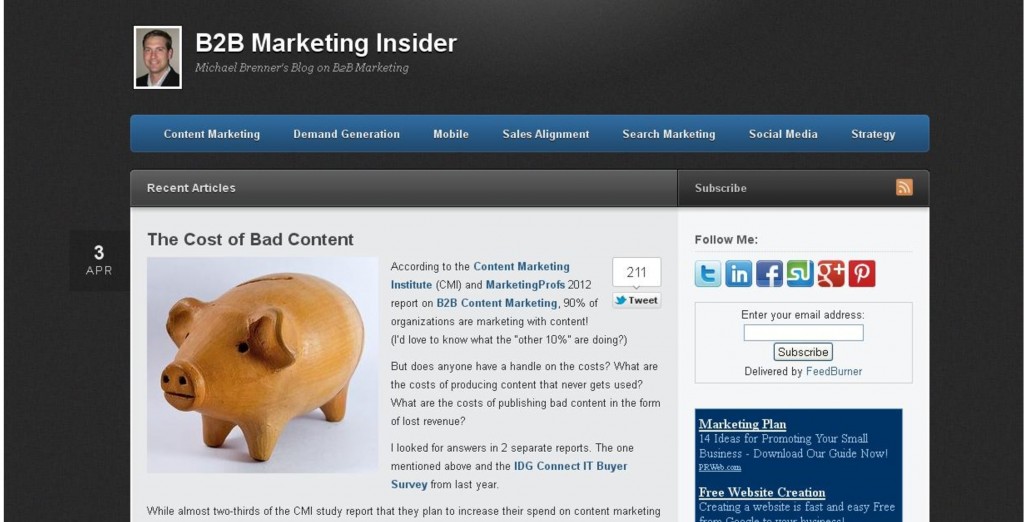 B2B Marketing Insider
Michael Brenner's Blog on B2B Marketing
Content Marketing
Demand Generation
Mobile
Sales Alignment
Search Marketing
Social Media
Strategy
Recent Articles
3
APR
The Cost of Bad Content
According to the Content Marketing
Institute (CMI) and MarketingProfs 2012
report on B2B Content Marketing, 90% of
organizations are marketing with content!
(I'd love to know what the "other 10%" are doing?)
211
Tweet
But does anyone have a handle on the costs? What are
the costs of producing content that never gets used?
What are the costs of publishing bad content in the form
of lost revenue?
I looked for answers in 2 separate reports. The one
mentioned above and the IDG Connect IT Buyer
Survey from last year.
While almost two-thirds of the CMI study report that they plan to increase their spend on content marketing
Subscribe
Follow Me:
Enter your email address:
Subscribe
Delivered by FeedBurner
Marketing Plan
14 Ideas for Promoting Your Small
Business - Download Our Guide Now!
PRWeb.com
Free Website Creation
Creating a website is fast and easy Free
from Google to your business!